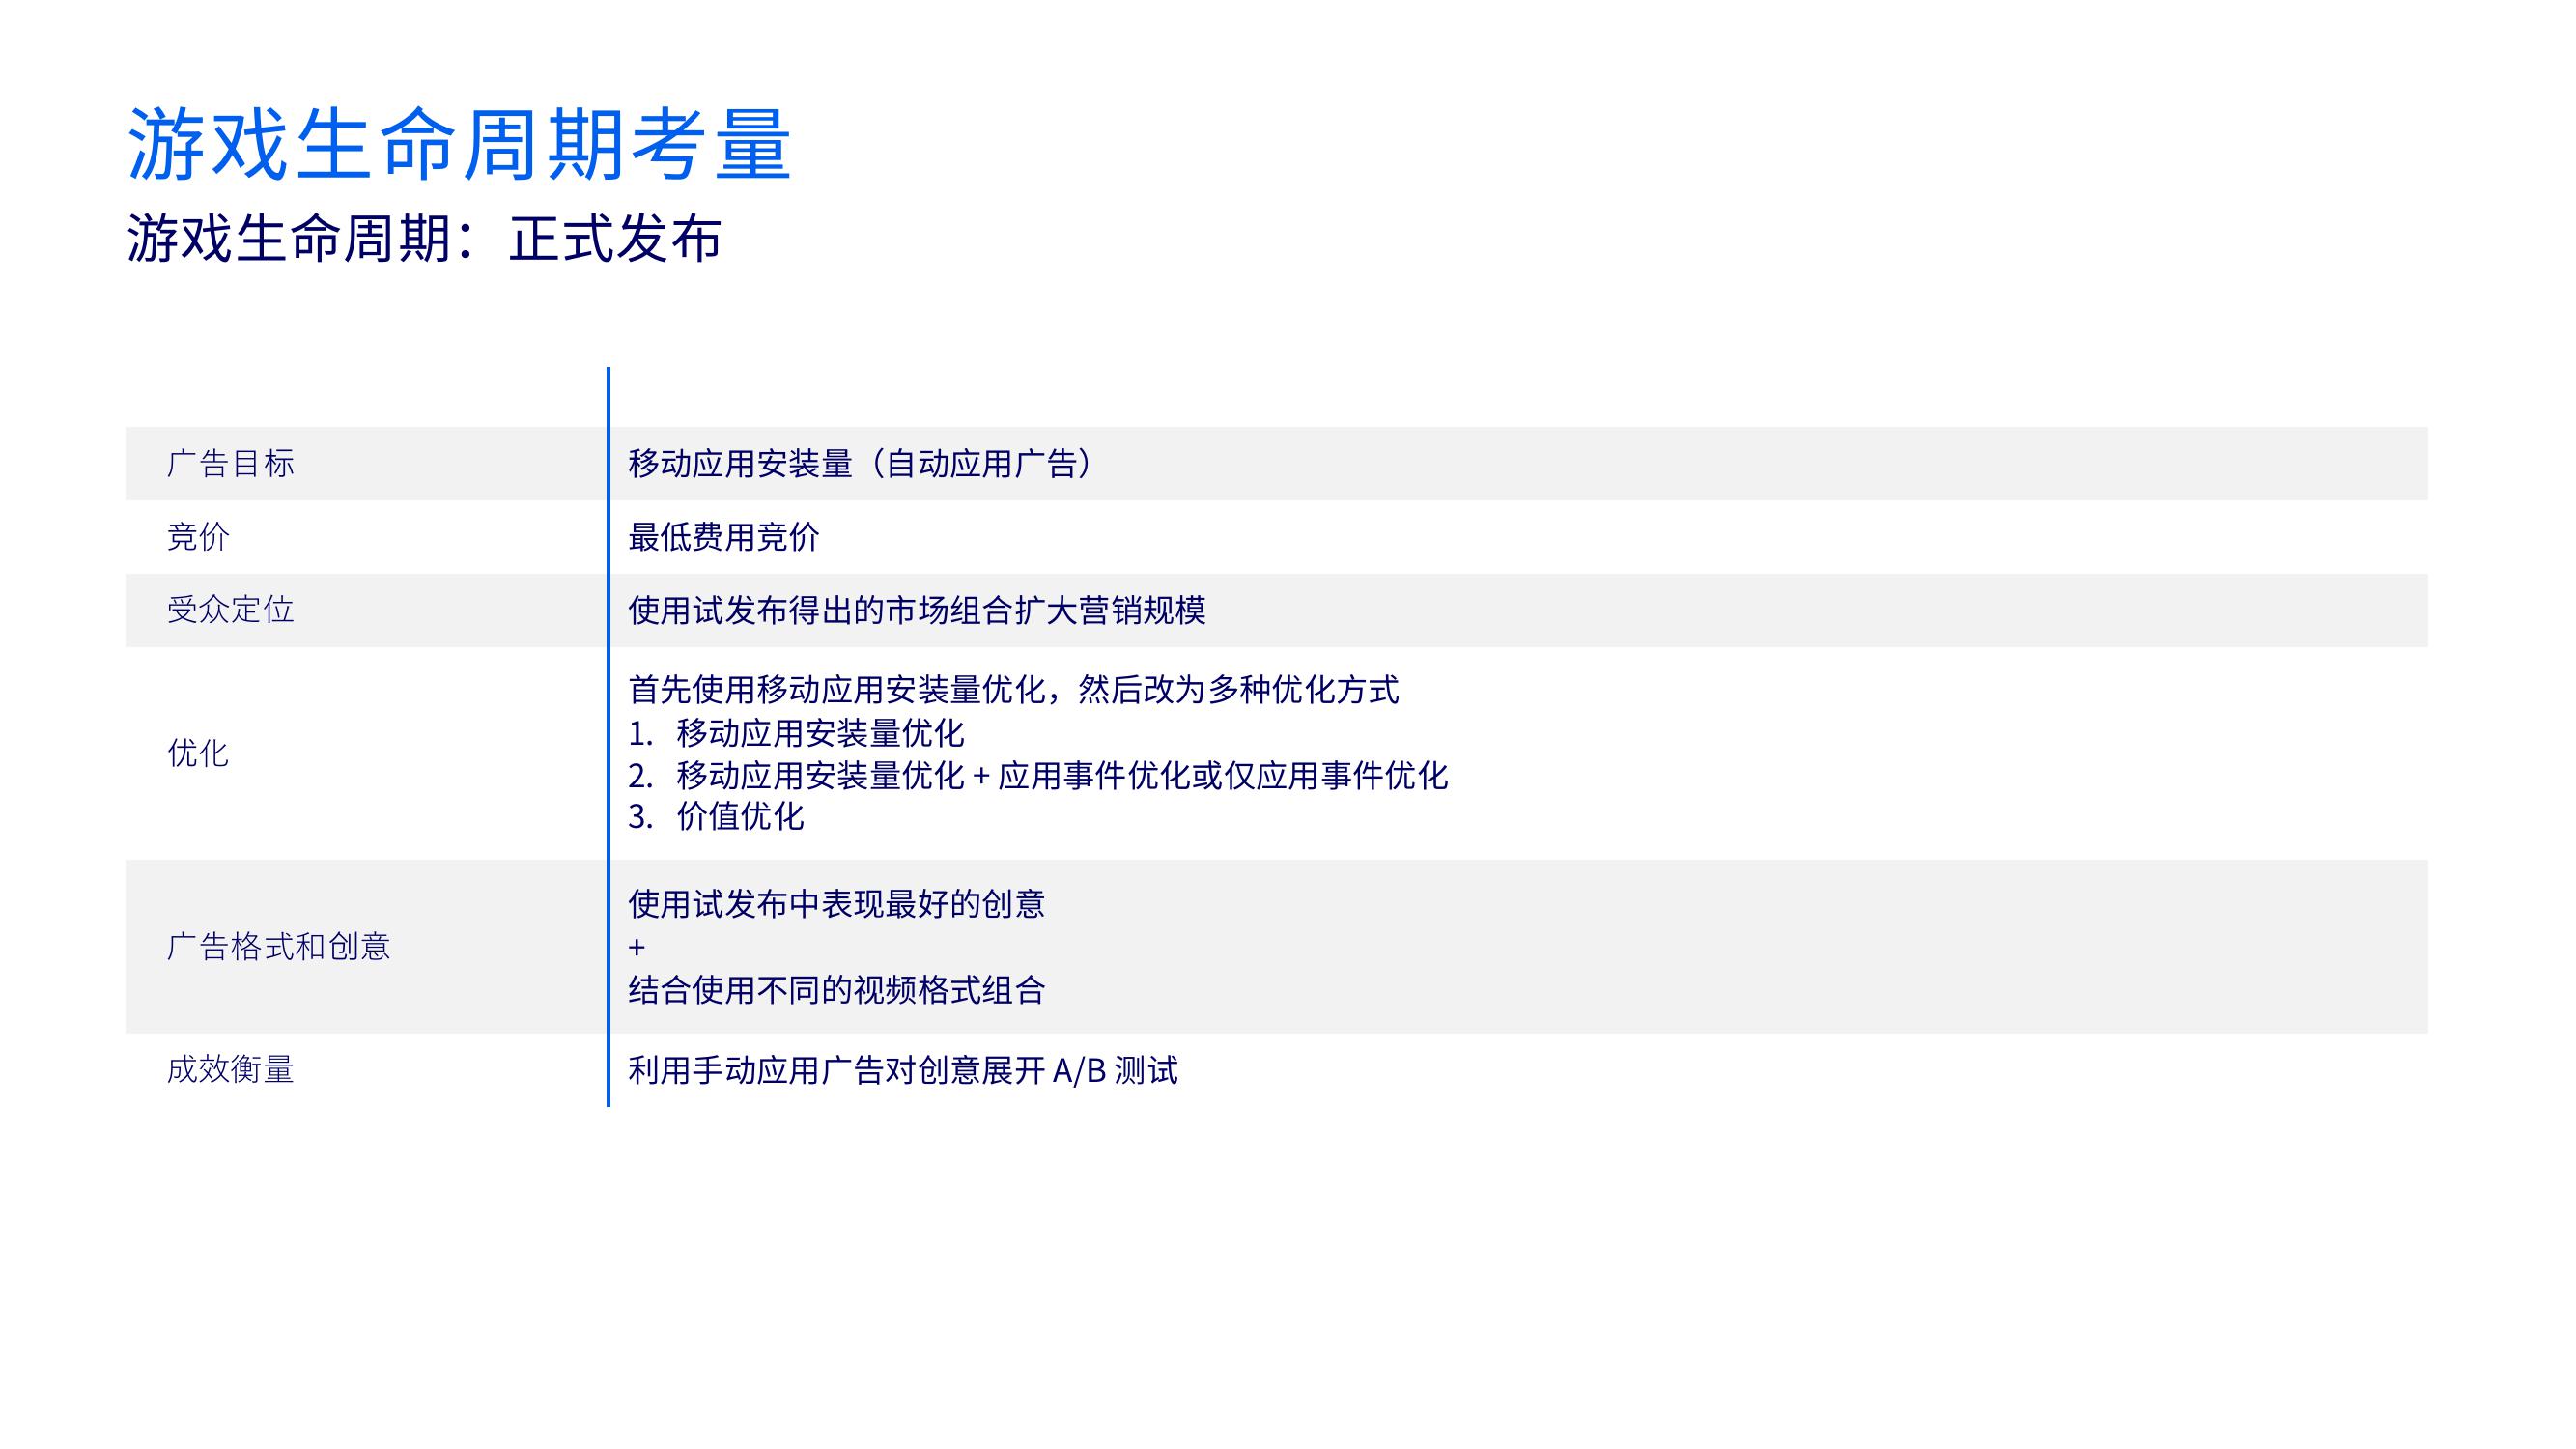 游戏生命周期考量
游戏生命周期：正式发布
广告目标
移动应用安装量（自动应用广告）
竞价
最低费用竞价
受众定位
使用试发布得出的市场组合扩大营销规模
优化
首先使用移动应用安装量优化，然后改为多种优化方式
1. 移动应用安装量优化
2. 移动应用安装量优化 + 应用事件优化或仅应用事件优化
3. 价值优化
广告格式和创意
使用试发布中表现最好的创意
+
结合使用不同的视频格式组合
成效衡量
利用手动应用广告对创意展开 A/B 测试